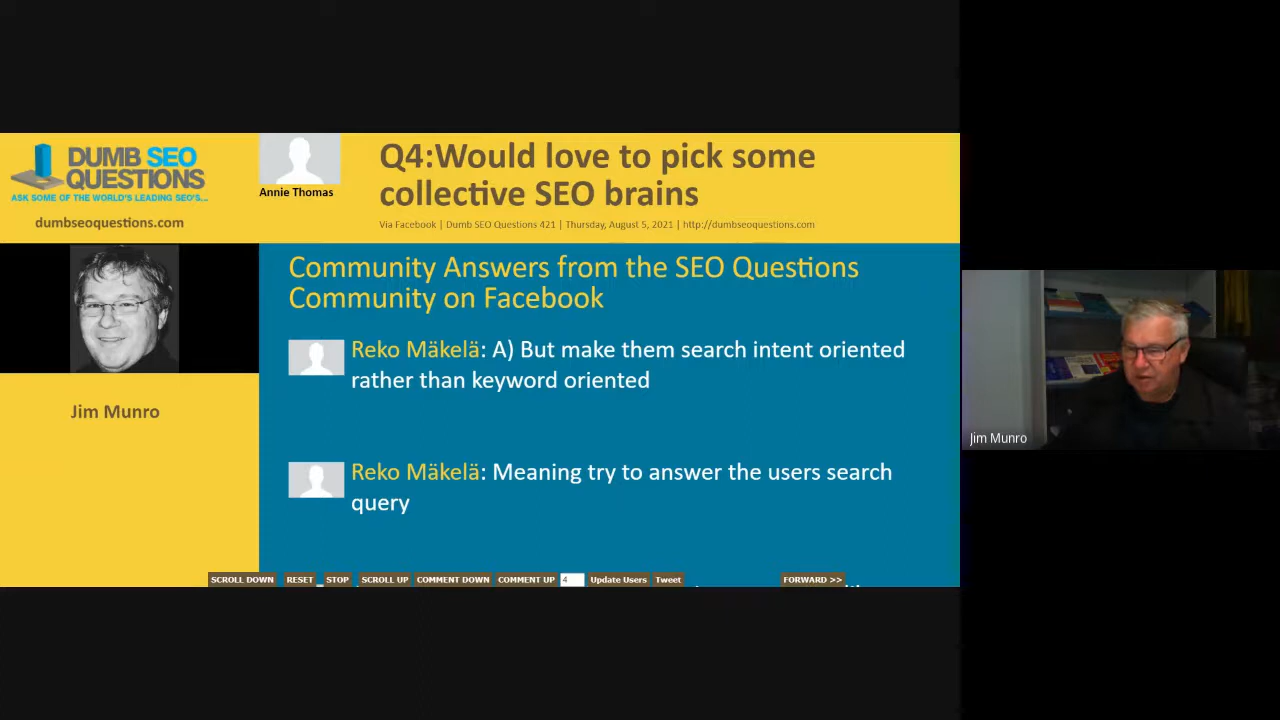 DUMB SEO
QUESTIONS
ASK SOME OF THE WORLD'S LEADING SEO'S...
dumbseoquestions.com
Annie Thomas
Q4:Would love to pick some
collective SEO brains
Via Facebook | Dumb SEO Questions 421 | Thursday, August 5, 2021 | http://dumbseoquestions.com
Jim Munro
Community Answers from the SEO Questions
Community on Facebook
Reko Mäkelä: A) But make them search intent oriented
rather than keyword oriented
Reko Mäkelä: Meaning try to answer the users search
query
SCROLL DOWN RESET STOP SCROLL UP COMMENT DOWN COMMENT UP 4 Update Users Tweet FORWARD >>
Jim Munro